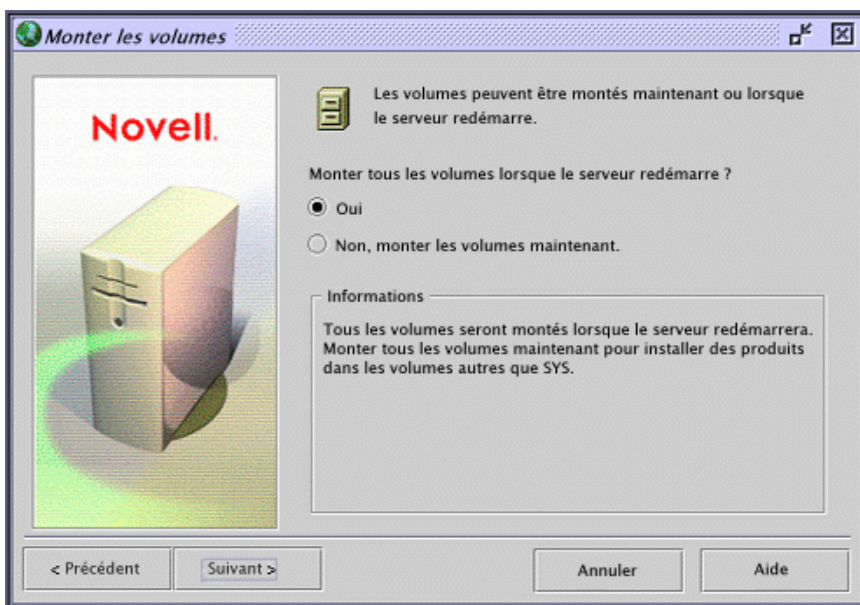 Monter les volumes
Novell.
Les volumes peuvent être montés maintenant ou lorsque
le serveur redémarre.
Monter tous les volumes lorsque le serveur redémarre ?
Oui
Non, monter les volumes maintenant.
Informations
Tous les volumes seront montés lorsque le serveur redémarrera.
Monter tous les volumes maintenant pour installer des produits
dans les volumes autres que SYS.
< Précédent
Suivant >
Annuler
Aide